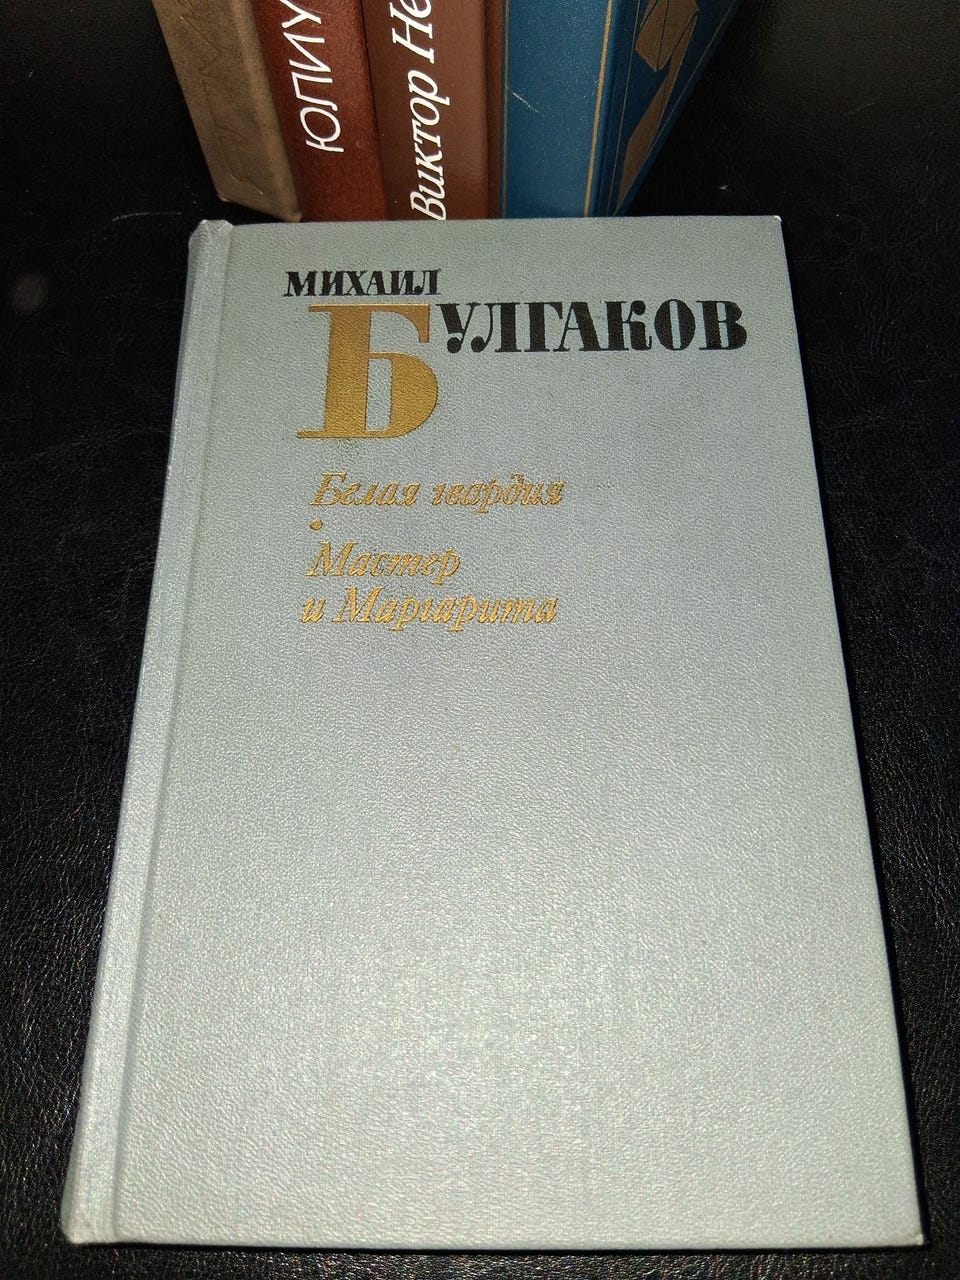 ЮЛИУ
Виктор Не
МИХАИЛ
БУЛГАКОВ
Белая гвардия
•
Мастер
и Маргарита